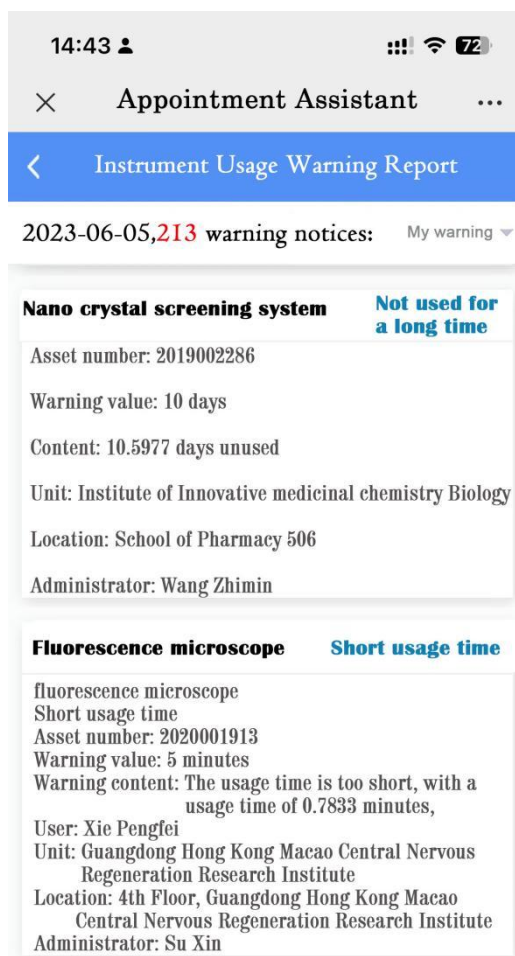 14:43
72
Appointment Assistant
Instrument Usage Warning Report
2023-06-05,213 warning notices:
My warning
Nano crystal screening system
Not used for
a long time
Asset number: 2019002286
Warning value: 10 days
Content: 10.5977 days unused
Unit: Institute of Innovative medicinal chemistry Biology
Location: School of Pharmacy 506
Administrator: Wang Zhimin
Fluorescence microscope
Short usage time
fluorescence microscope
Short usage time
Asset number: 2020001913
Warning value: 5 minutes
Warning content: The usage time is too short, with a
usage time of 0.7833 minutes,
User: Xie Pengfei
Unit: Guangdong Hong Kong Macao Central Nervous
Regeneration Research Institute
Location: 4th Floor, Guangdong Hong Kong Macao
Central Nervous Regeneration Research Institute
Administrator: Su Xin